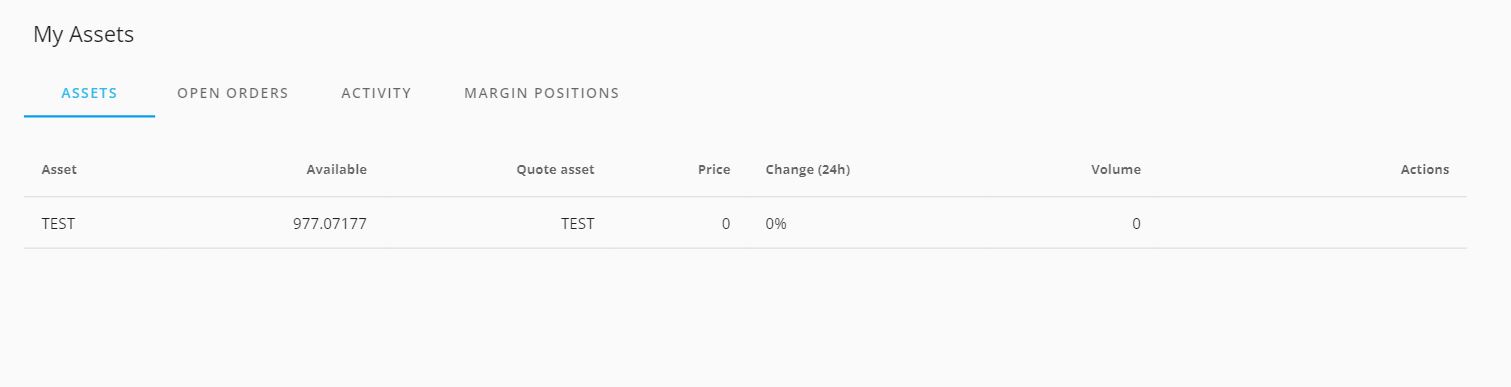 My Assets
ASSETS OPEN ORDERS ACTIVITY MARGIN POSITIONS
Asset Available Quote asset Price Change (24h) Volume Actions
TEST 977.07177 TEST 0 0% 0